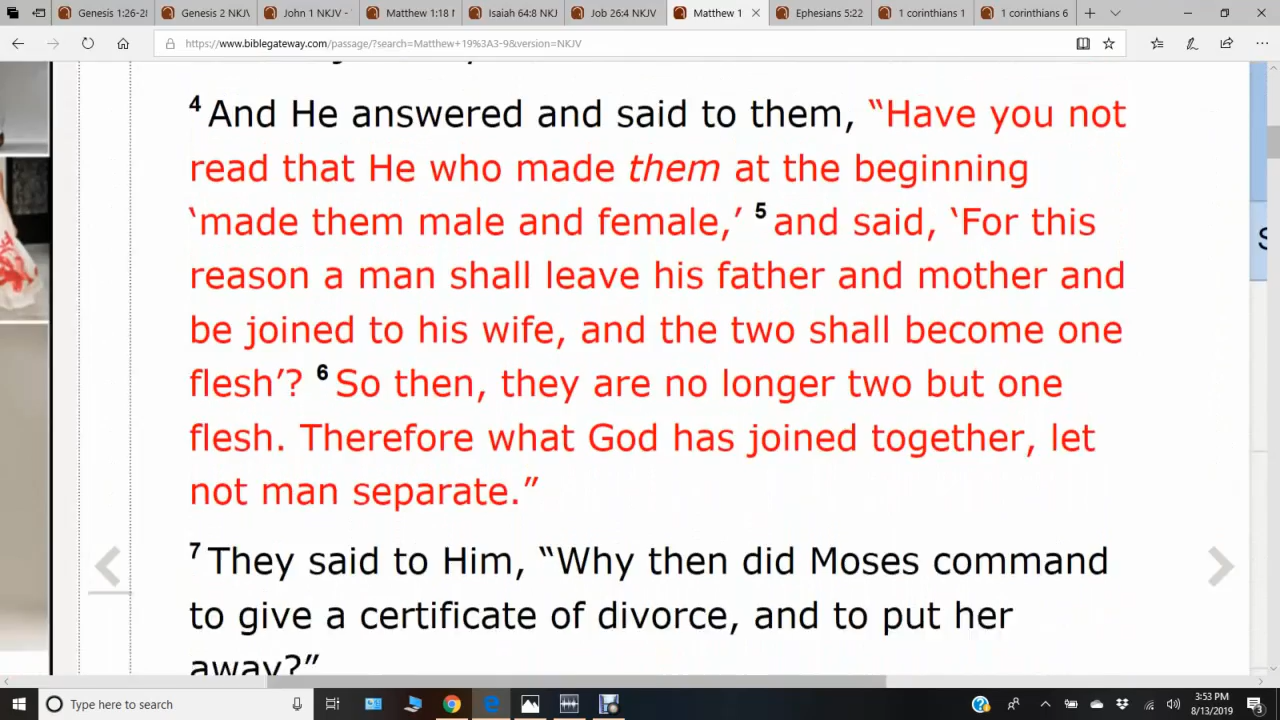 Genesis 1:26-2
Genesis 2 NKJV
John 1 NKJV -
Matthew 1:18 N
Isaiah 64:8 NKJ
Job 26:4 NKJV
Matthew 1
Ephesians 5:22
1 corinthians 1
1 corinthians 6
https://www.biblegateway.com/passage/?search=Matthew+19%3A3-9&version=NKJV
4 And He answered and said to them, “Have you not
read that He who made them at the beginning
‘made them male and female,’ 5 and said, ‘For this
reason a man shall leave his father and mother and
be joined to his wife, and the two shall become one
flesh’? 6 So then, they are no longer two but one
flesh. Therefore what God has joined together, let
not man separate.”
7 They said to Him, “Why then did Moses command
to give a certificate of divorce, and to put her
away?”
Type here to search
3:53 PM
8/13/2019
3